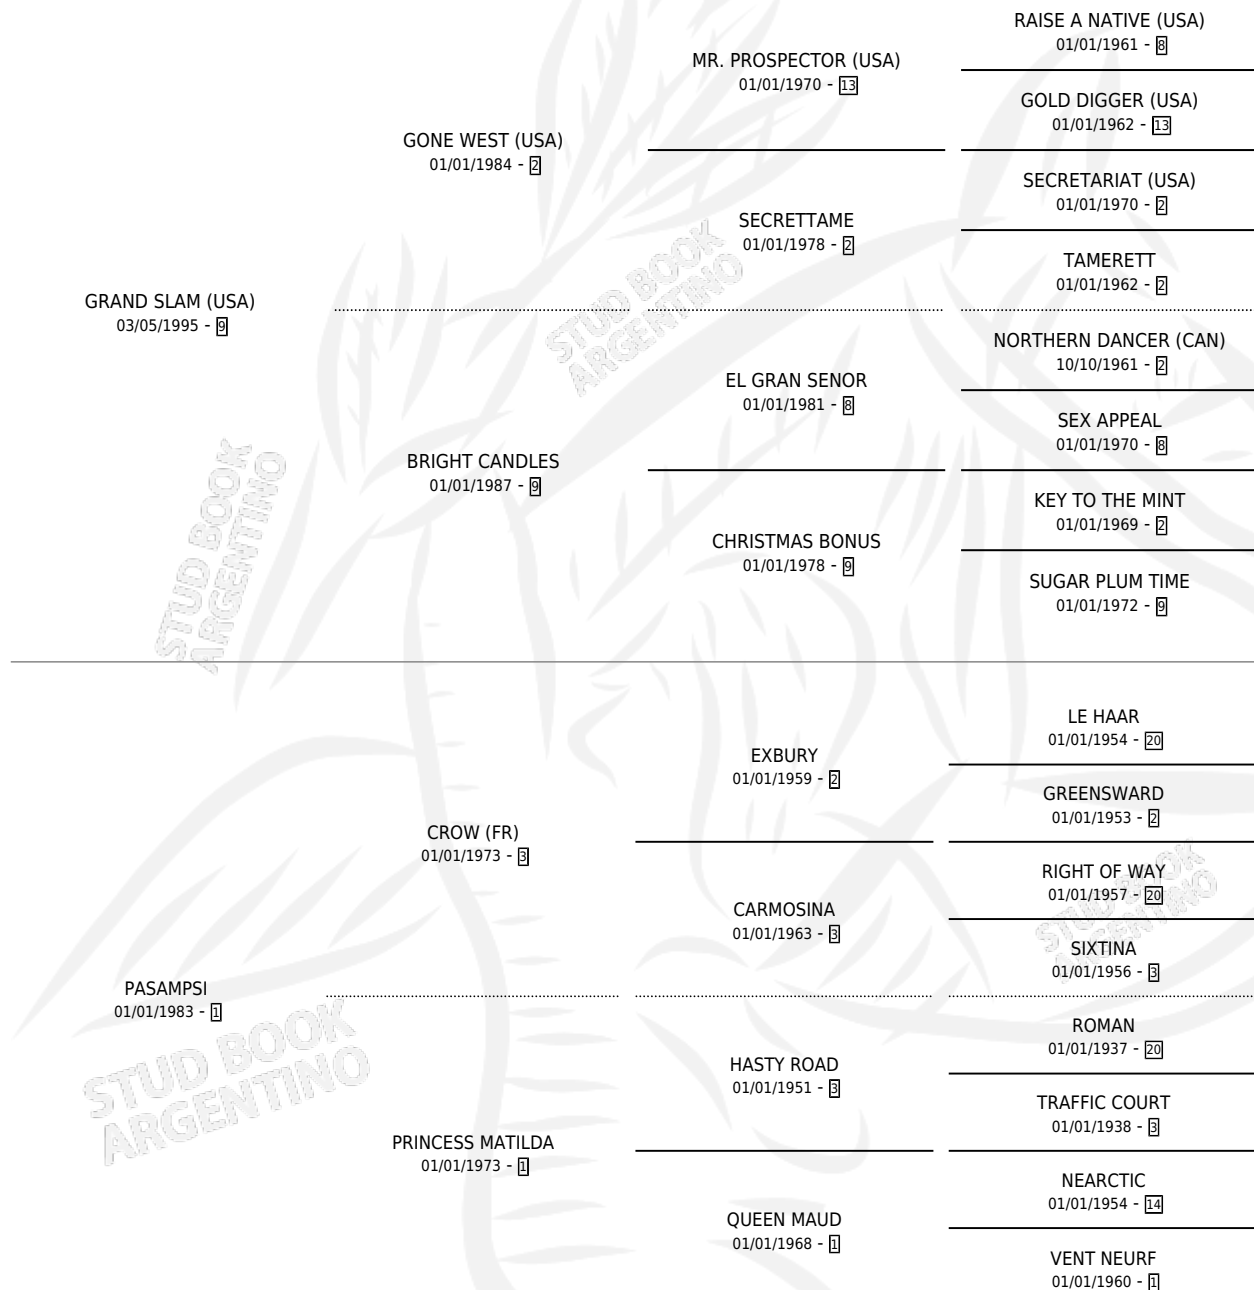 RAISE A NATIVE (USA)
01/01/1961 - 8
MR. PROSPECTOR (USA)
01/01/1970 - 13
GOLD DIGGER (USA)
01/01/1962 - 13
GONE WEST (USA)
01/01/1984 - 2
SECRETARIAT (USA)
01/01/1970 - 2
SECRETTAME
01/01/1978 - 2
TAMERETT
01/01/1962 - 2
GRAND SLAM (USA)
03/05/1995 - 9
NORTHERN DANCER (CAN)
10/10/1961 - 2
EL GRAN SENOR
01/01/1981 - 8
SEX APPEAL
01/01/1970 - 8
BRIGHT CANDLES
01/01/1987 - 9
KEY TO THE MINT
01/01/1969 - 2
CHRISTMAS BONUS
01/01/1978 - 9
SUGAR PLUM TIME
01/01/1972 - 9
LE HAAR
01/01/1954 - 20
EXBURY
01/01/1959 - 2
GREENSWARD
01/01/1953 - 2
CROW (FR)
01/01/1973 - 3
RIGHT OF WAY
01/01/1957 - 20
CARMOSINA
01/01/1963 - 3
SIXTINA
01/01/1956 - 3
PASAMPSI
01/01/1983 - 1
ROMAN
01/01/1937 - 20
HASTY ROAD
01/01/1951 - 3
TRAFFIC COURT
01/01/1938 - 3
PRINCESS MATILDA
01/01/1973 - 1
NEARCTIC
01/01/1954 - 14
QUEEN MAUD
01/01/1968 - 1
VENT NEURF
01/01/1960 - 1
STUD BOOK
ARGENTINO
STUD BOOK
ARGENTINO
STUD BOOK
ARGENTINO
STUD BOOK
ARGENTINO